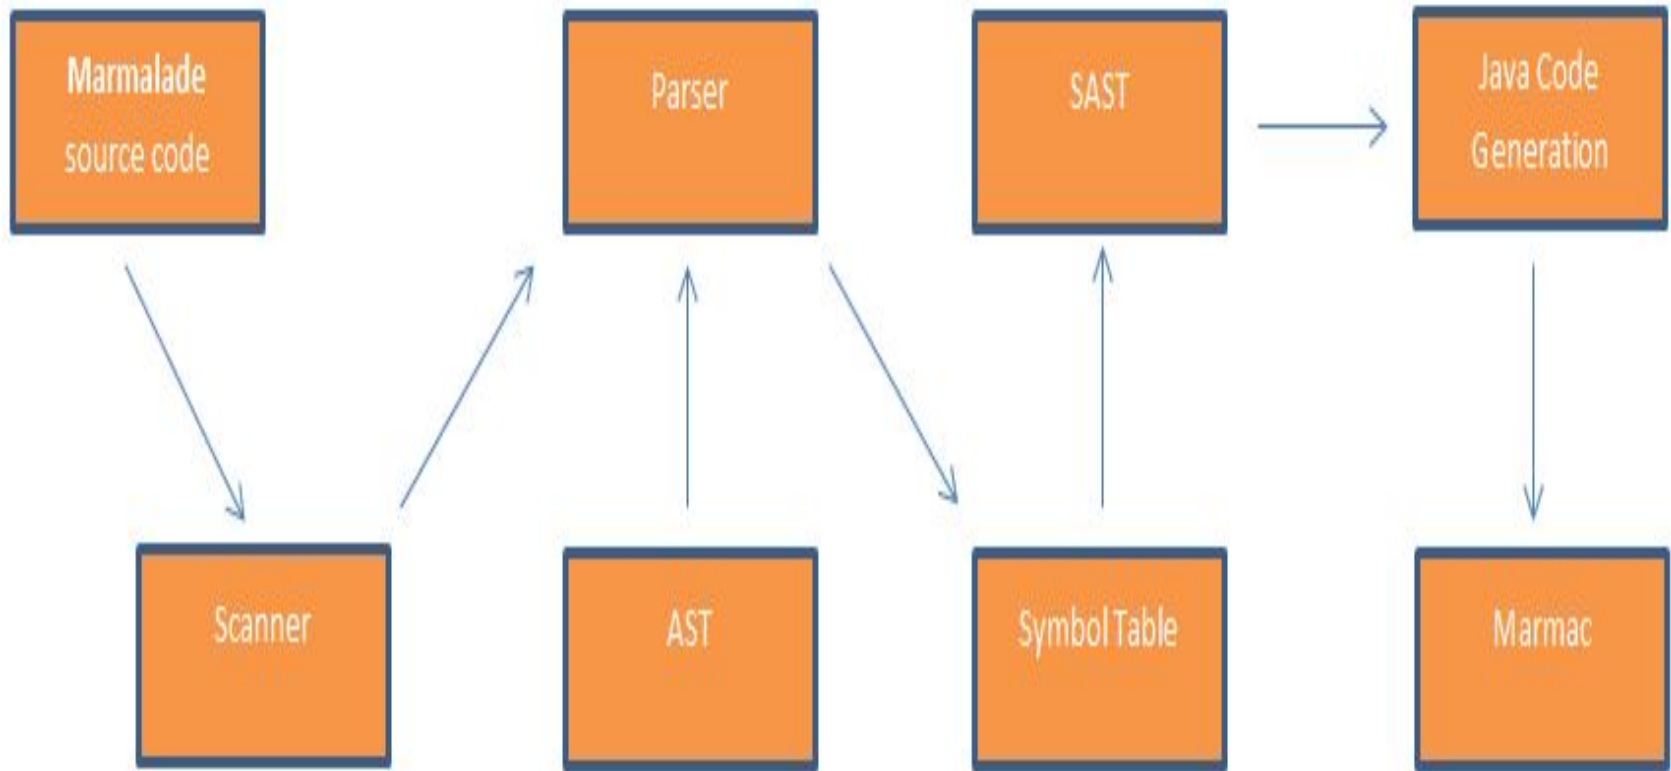 Marmalade
source code
Parser
SAST
Java Code
Generation
Scanner
AST
Symbol Table
Marmac